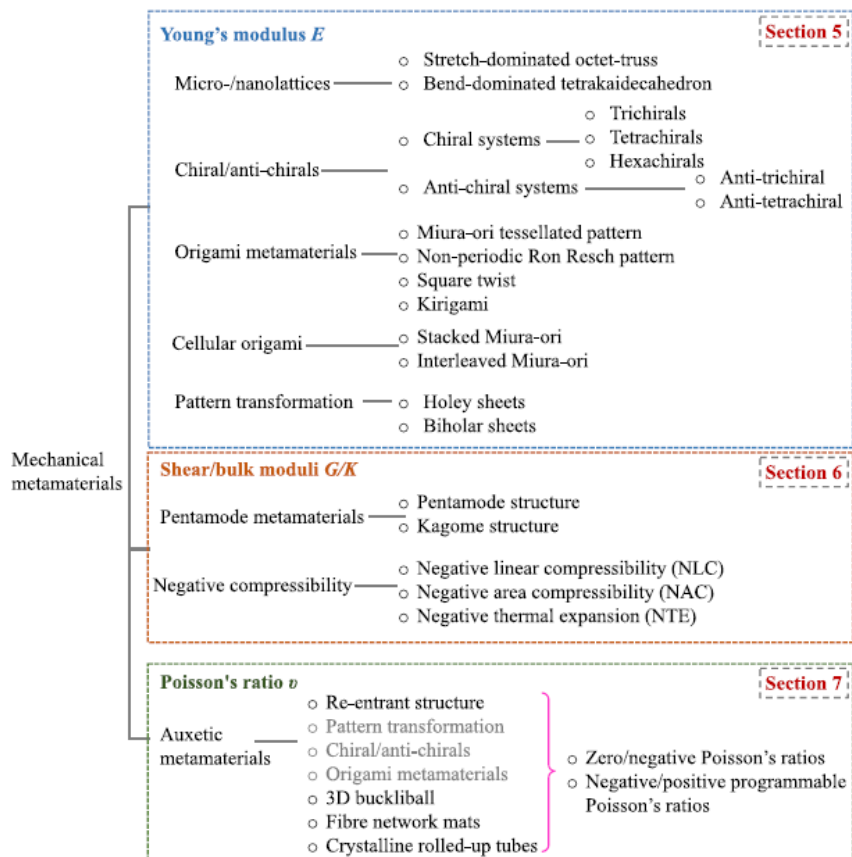 Young's modulus E
Section 5
Micro-/nanolattices
Stretch-dominated octet-truss
Bend-dominated tetrakaidecahedron
Chiral/anti-chirals
Chiral systems
Trichirals
Tetrachirals
Hexachirals
Anti-chiral systems
Anti-trichiral
Anti-tetrachiral
Origami metamaterials
Miura-ori tessellated pattern
Non-periodic Ron Resch pattern
Square twist
Kirigami
Cellular origami
Stacked Miura-ori
Interleaved Miura-ori
Pattern transformation
Holey sheets
Biholar sheets
Mechanical
metamaterials
Shear/bulk moduli G/K
Section 6
Pentamode metamaterials
Pentamode structure
Kagome structure
Negative compressibility
Negative linear compressibility (NLC)
Negative area compressibility (NAC)
Negative thermal expansion (NTE)
Poisson's ratio υ
Section 7
Auxetic
metamaterials
Re-entrant structure
Pattern transformation
Chiral/anti-chirals
Origami metamaterials
3D buckliball
Fibre network mats
Crystalline rolled-up tubes
Zero/negative Poisson's ratios
Negative/positive programmable
Poisson's ratios